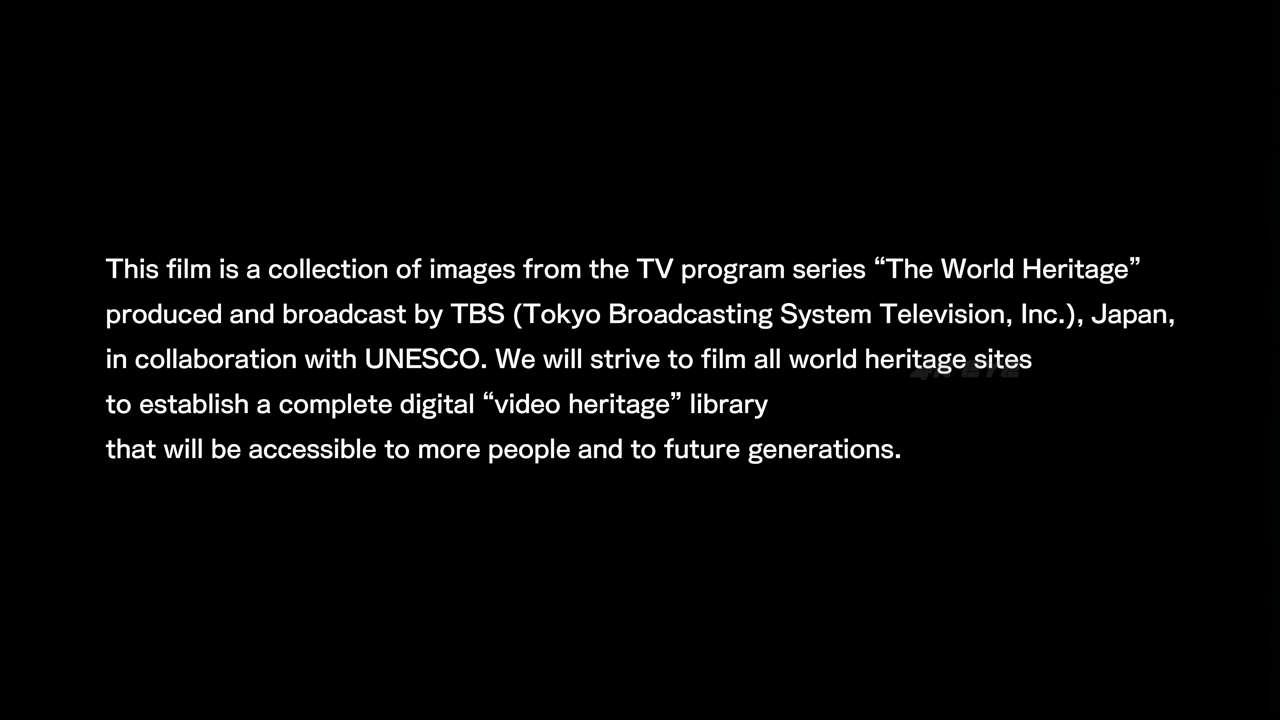 This film is a collection of images from the TV program series “The World Heritage”
produced and broadcast by TBS (Tokyo Broadcasting System Television, Inc.), Japan,
in collaboration with UNESCO. We will strive to film all world heritage sites
to establish a complete digital “video heritage” library
that will be accessible to more people and to future generations.